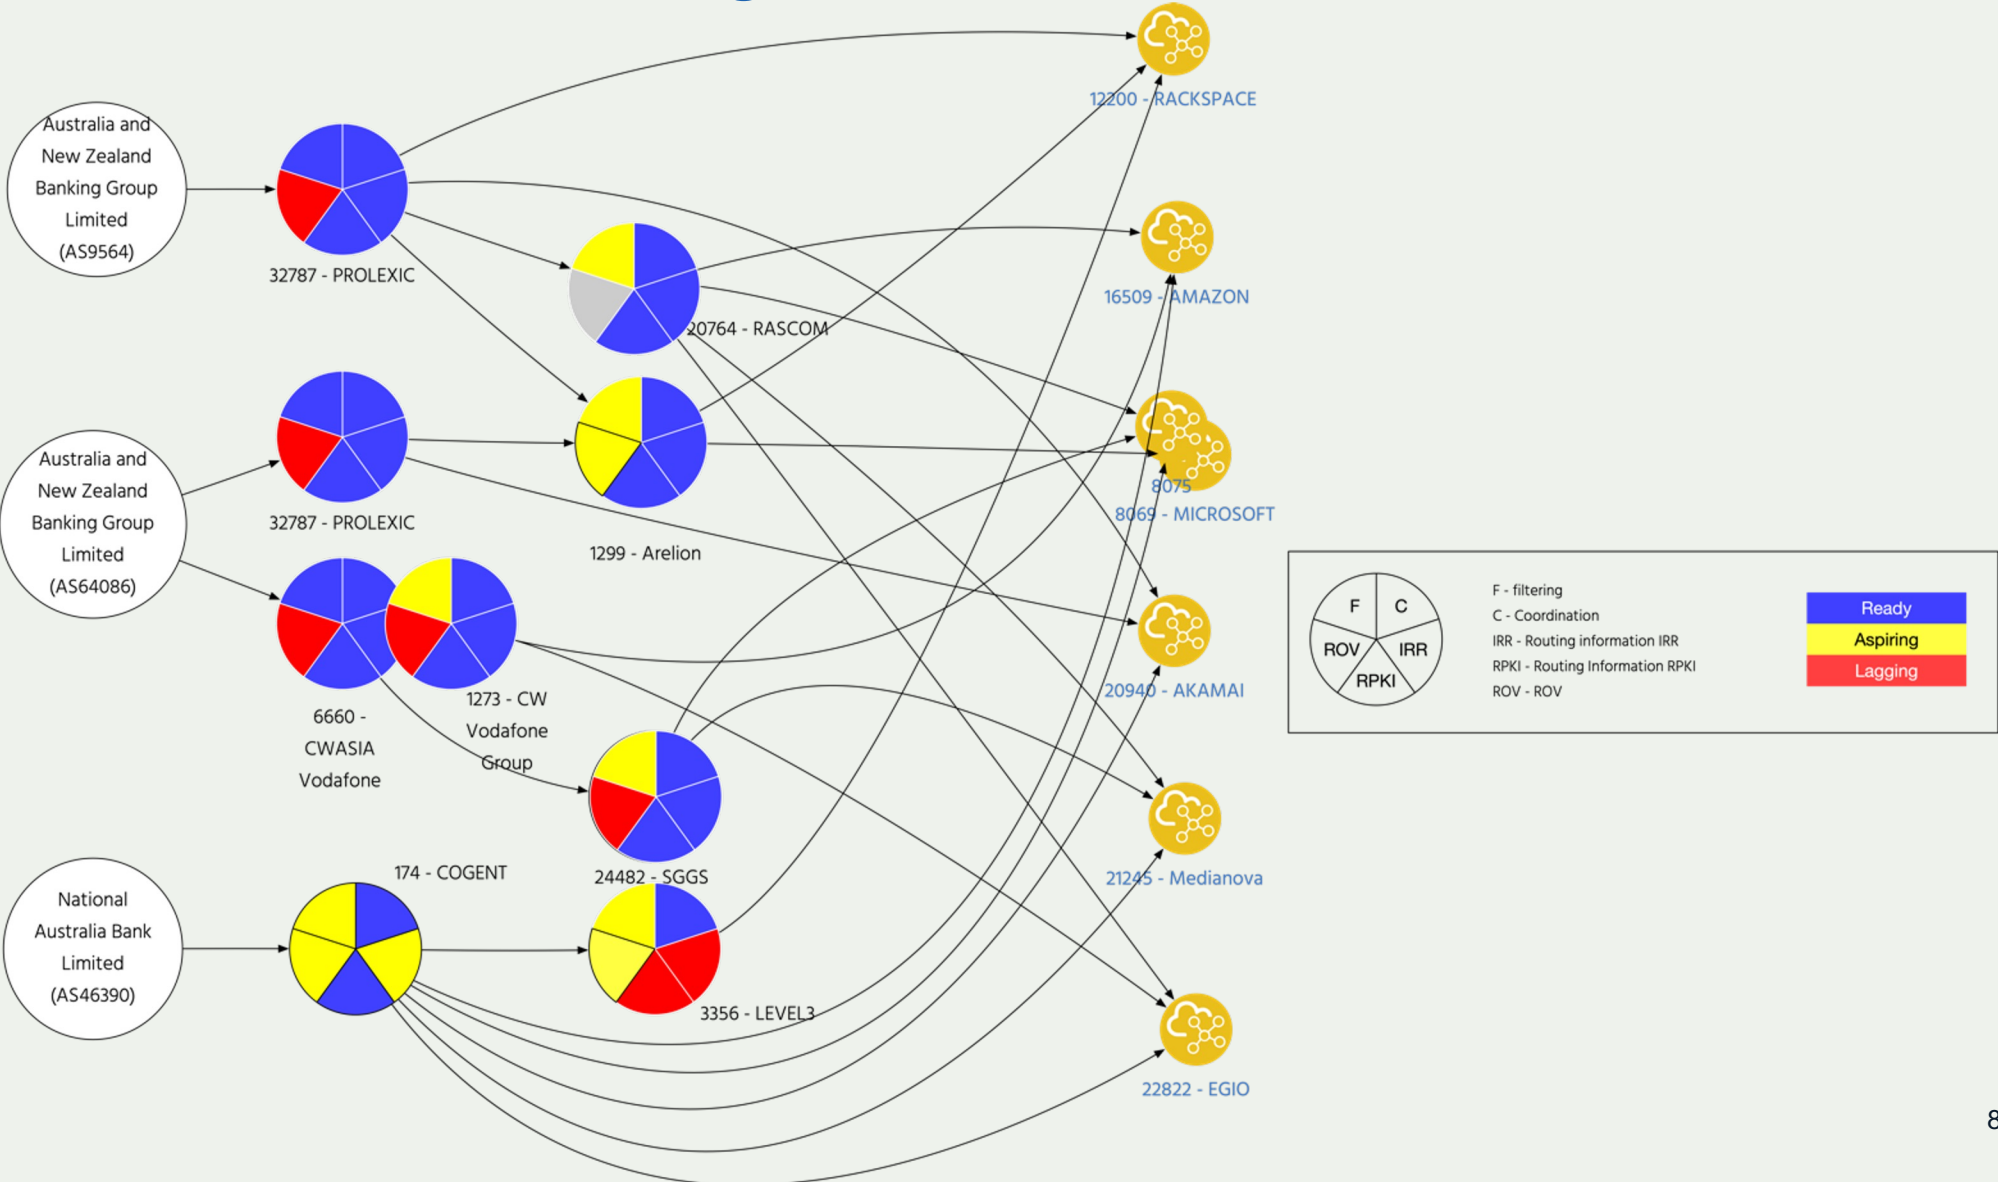 12200 - RACKSPACE
Australia and
New Zealand
Banking Group
Limited
(AS9564)
32787 - PROLEXIC
20764 - RASCOM
16509 - AMAZON
Australia and
New Zealand
Banking Group
Limited
(AS64086)
32787 - PROLEXIC
1299 - Arelion
8075
8069 - MICROSOFT
6660 -
CWASIA
Vodafone
1273 - CW
Vodafone
Group
20940 - AKAMAI
24482 - SGGS
21245 - Medianova
National
Australia Bank
Limited
(AS46390)
174 - COGENT
3356 - LEVEL3
22822 - EGIO
F
C
ROV
IRR
RPKI
F - filtering
C - Coordination
IRR - Routing information IRR
RPKI - Routing Information RPKI
ROV - ROV
Ready
Aspiring
Lagging
8